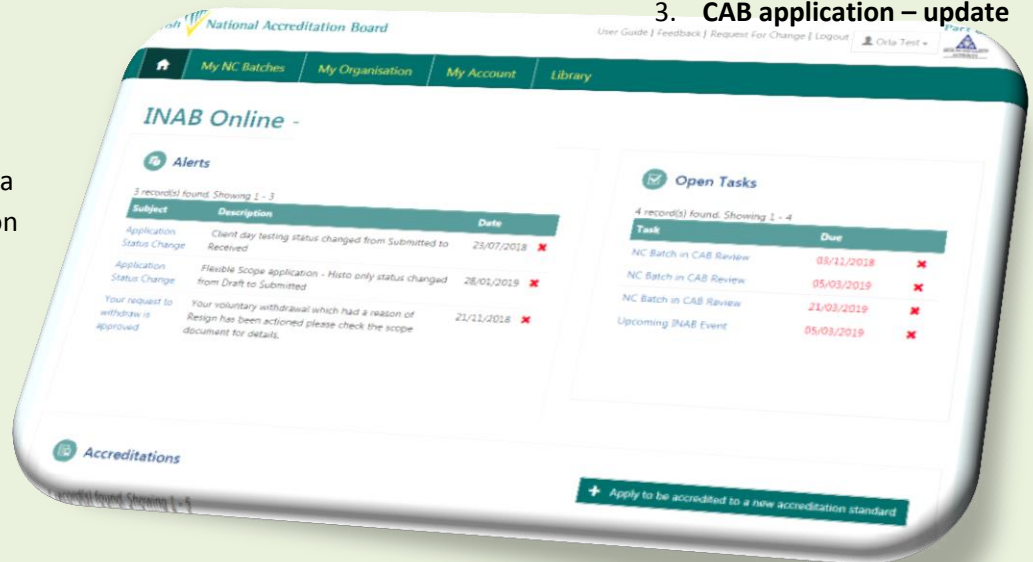 3. CAB application – update
a
on
National Accreditation Board
User Guide | Feedback | Request For Change | Logout
Orta Test
My NC Batches My Organisation My Account Library
INAB Online -
Alerts
3 record(s) found. Showing 1 - 3
Subject Description Date
Application Status Change Client day testing status changed from Submitted to Received 23/07/2018
Application Status Change Flexible Scope application - Histo only status changed from Draft to Submitted 28/01/2019
Your request to withdraw is approved Your voluntary withdrawal which had a reason of Resign has been actioned please check the scope document for details. 21/11/2018
Open Tasks
4 record(s) found. Showing 1 - 4
Task Due
NC Batch in CAB Review 03/11/2018
NC Batch in CAB Review 05/03/2019
NC Batch in CAB Review 21/03/2019
Upcoming INAB Event 05/03/2019
Accreditations
+ Apply to be accredited to a new accreditation standard
record(s) found. Showing 1 - 5